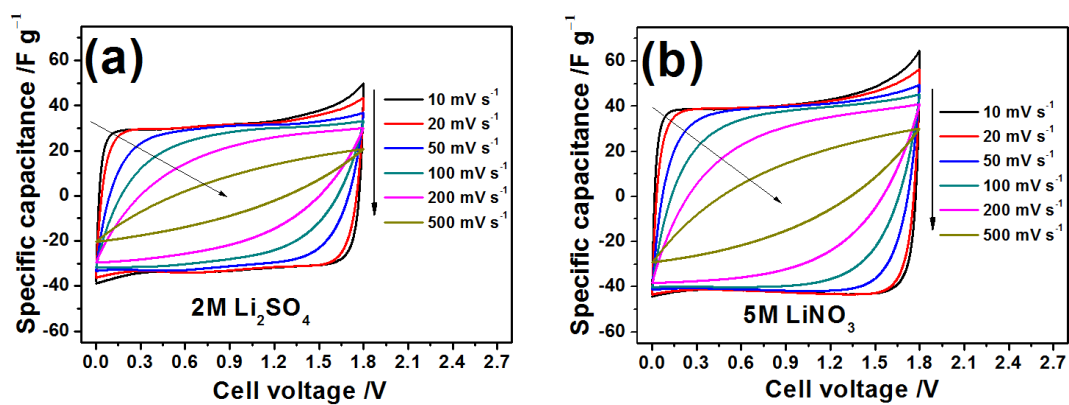 (a)
Specific capacitance /F g⁻¹
60
40
20
0
-20
-40
-60
0.0 0.3 0.6 0.9 1.2 1.5 1.8 2.1 2.4 2.7
Cell voltage /V
10 mV s⁻¹
20 mV s⁻¹
50 mV s⁻¹
100 mV s⁻¹
200 mV s⁻¹
500 mV s⁻¹
2M Li₂SO₄
(b)
Specific capacitance /F g⁻¹
60
40
20
0
-20
-40
-60
0.0 0.3 0.6 0.9 1.2 1.5 1.8 2.1 2.4 2.7
Cell voltage /V
10 mV s⁻¹
20 mV s⁻¹
50 mV s⁻¹
100 mV s⁻¹
200 mV s⁻¹
500 mV s⁻¹
5M LiNO₃